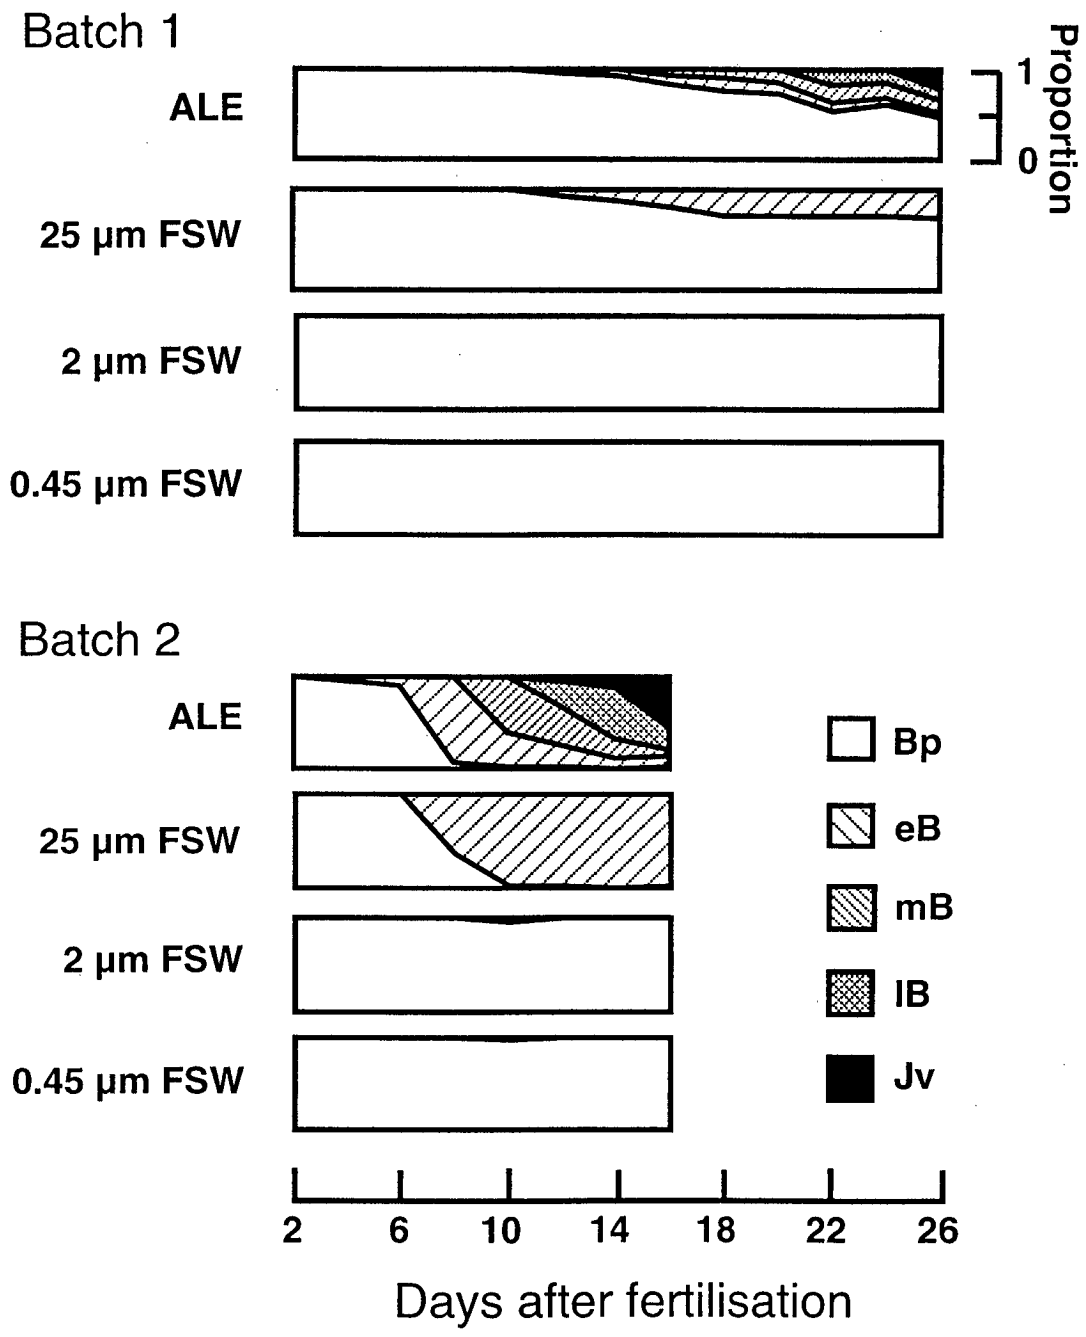 Batch 1
ALE
1
0
Proportion
25 µm FSW
2 µm FSW
0.45 µm FSW
Batch 2
ALE
25 µm FSW
2 µm FSW
0.45 µm FSW
Bp
eB
mB
lB
Jv
2 6 10 14 18 22 26
Days after fertilisation